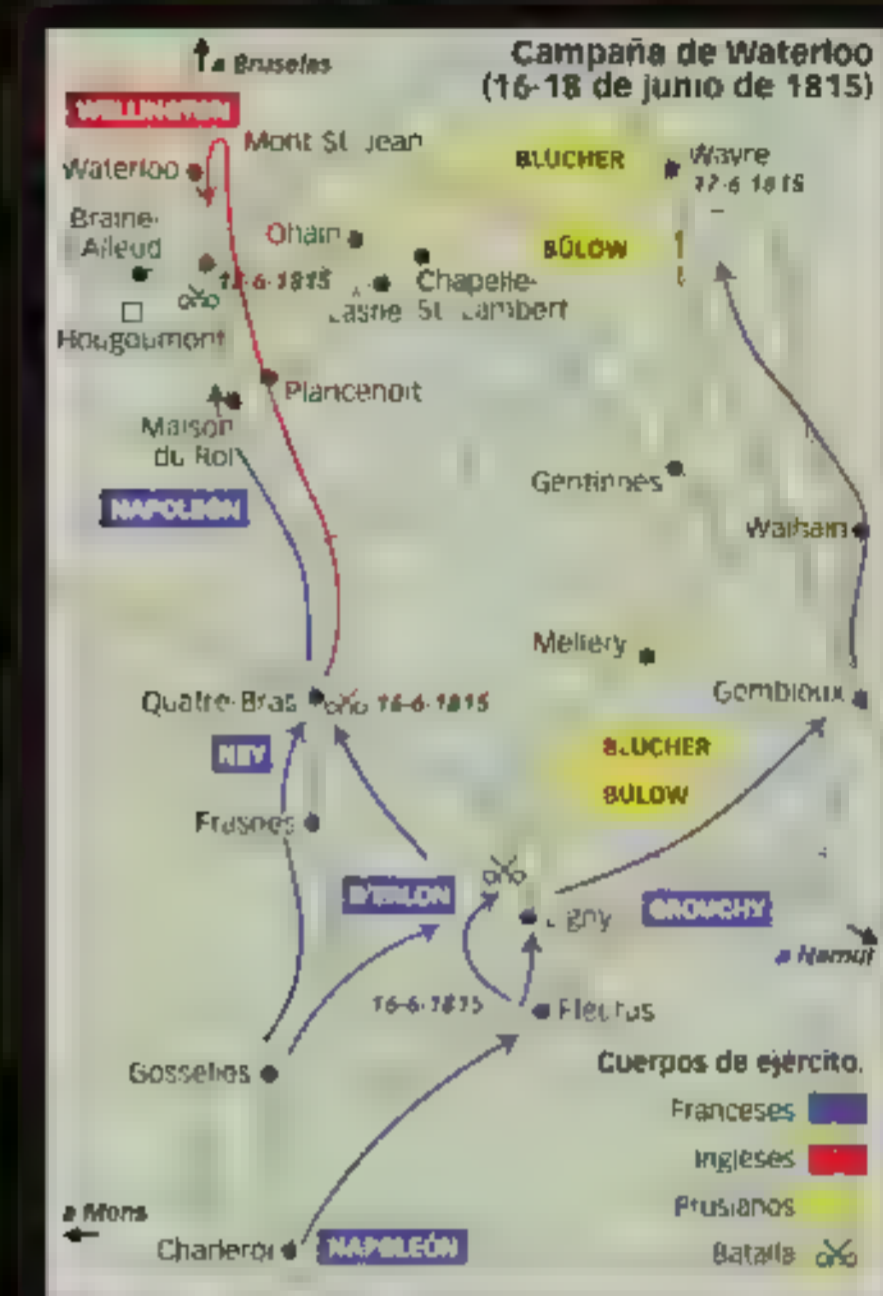 a Bruselas
Campaña de Waterloo
(16-18 de junio de 1815)
WELLINGTON
Mont St Jean
Waterloo
BLUCHER
Wavre
17-6 1815
Braine-
Alleud
Ohain
BÜLOW
18-6-1815
Chapelle-
Lasne St Lambert
Hougoumont
Plancenoit
Maison
du Roi
Gentinnes
NAPOLEÓN
Walhain
Mellery
Quatre-Bras
16-6-1815
Gembloux
NEY
BLUCHER
BÜLOW
Frasnes
D'ERLON
Ligny
GROUCHY
a Namur
16-6-1815
Fleurus
Gosselies
Cuerpos de ejército.
Franceses
Ingleses
Prusianos
Batalla
a Mons
Charleroi
NAPOLEÓN